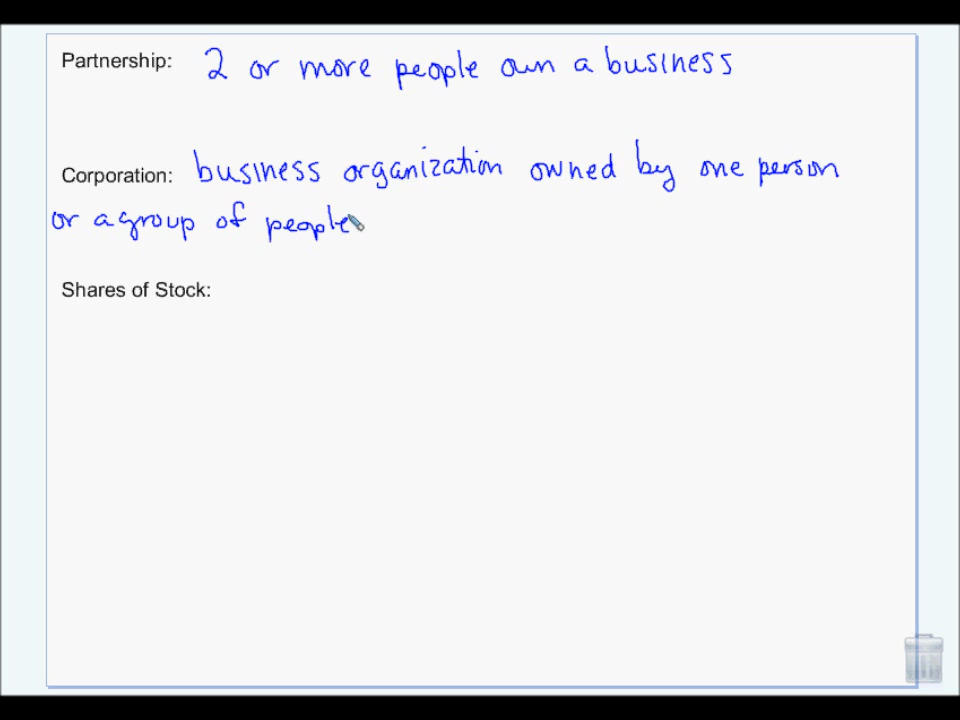 Partnership: 2 or more people own a business
Corporation: business organization owned by one person
or a group of people
Shares of Stock: